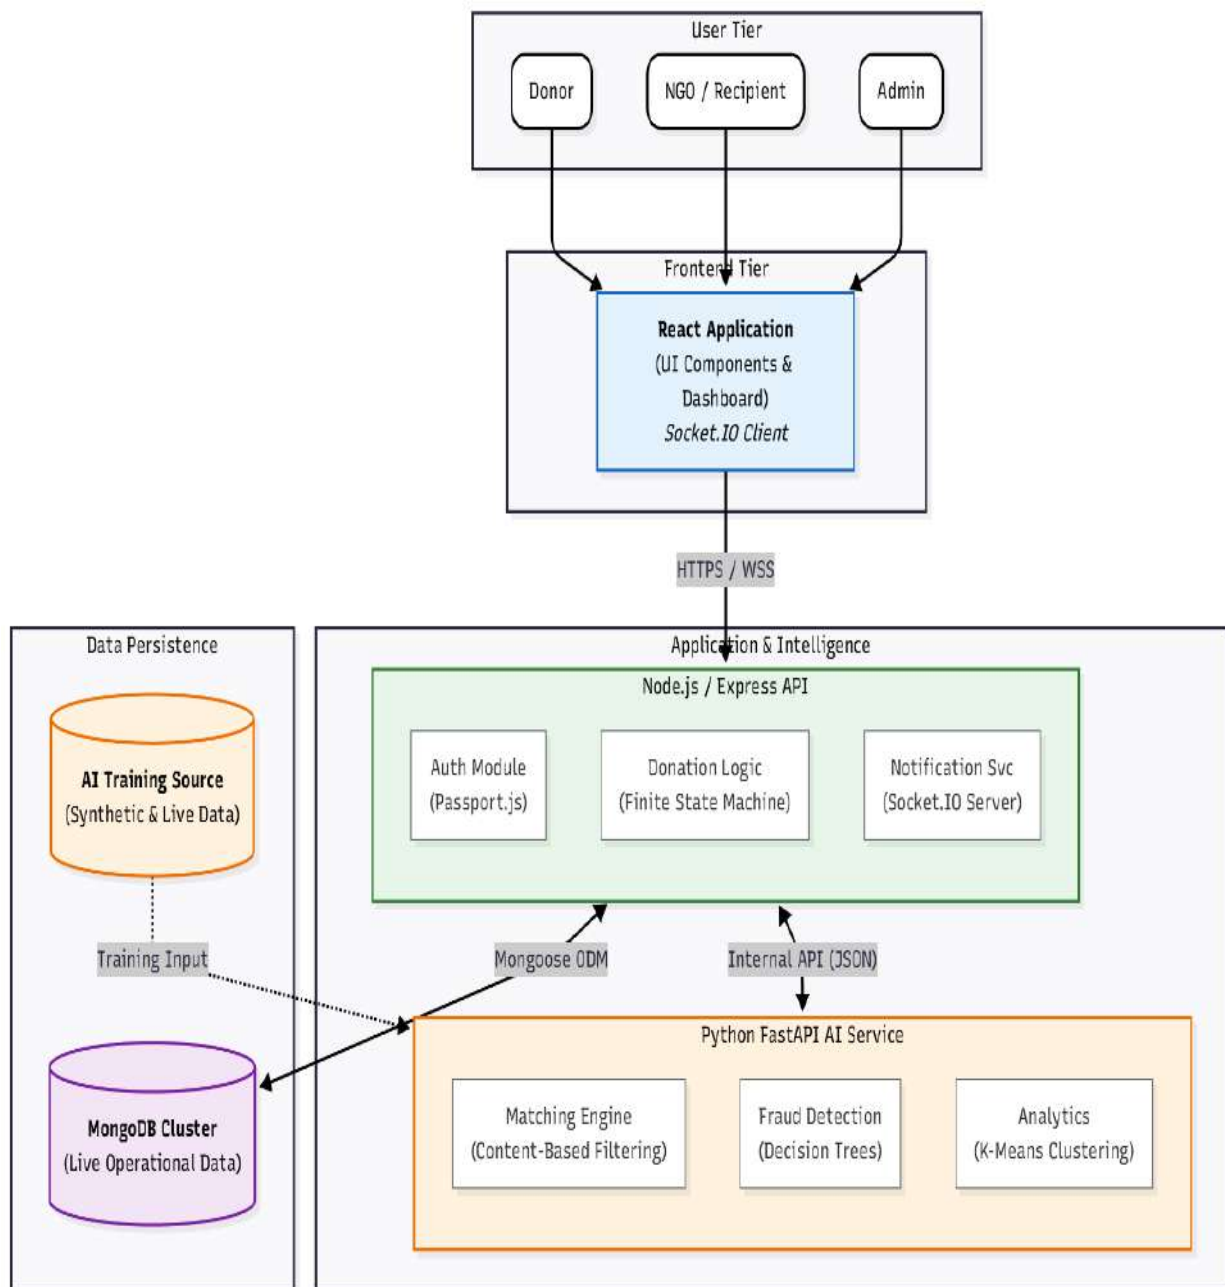 User Tier
Donor
NGO / Recipient
Admin
Frontend Tier
React Application
(UI Components &
Dashboard)
Socket.IO Client
HTTPS / WSS
Data Persistence
AI Training Source
(Synthetic & Live Data)
Training Input
MongoDB Cluster
(Live Operational Data)
Application & Intelligence
Node.js / Express API
Auth Module
(Passport.js)
Donation Logic
(Finite State Machine)
Notification Svc
(Socket.IO Server)
Mongoose ODM
Internal API (JSON)
Python FastAPI AI Service
Matching Engine
(Content-Based Filtering)
Fraud Detection
(Decision Trees)
Analytics
(K-Means Clustering)